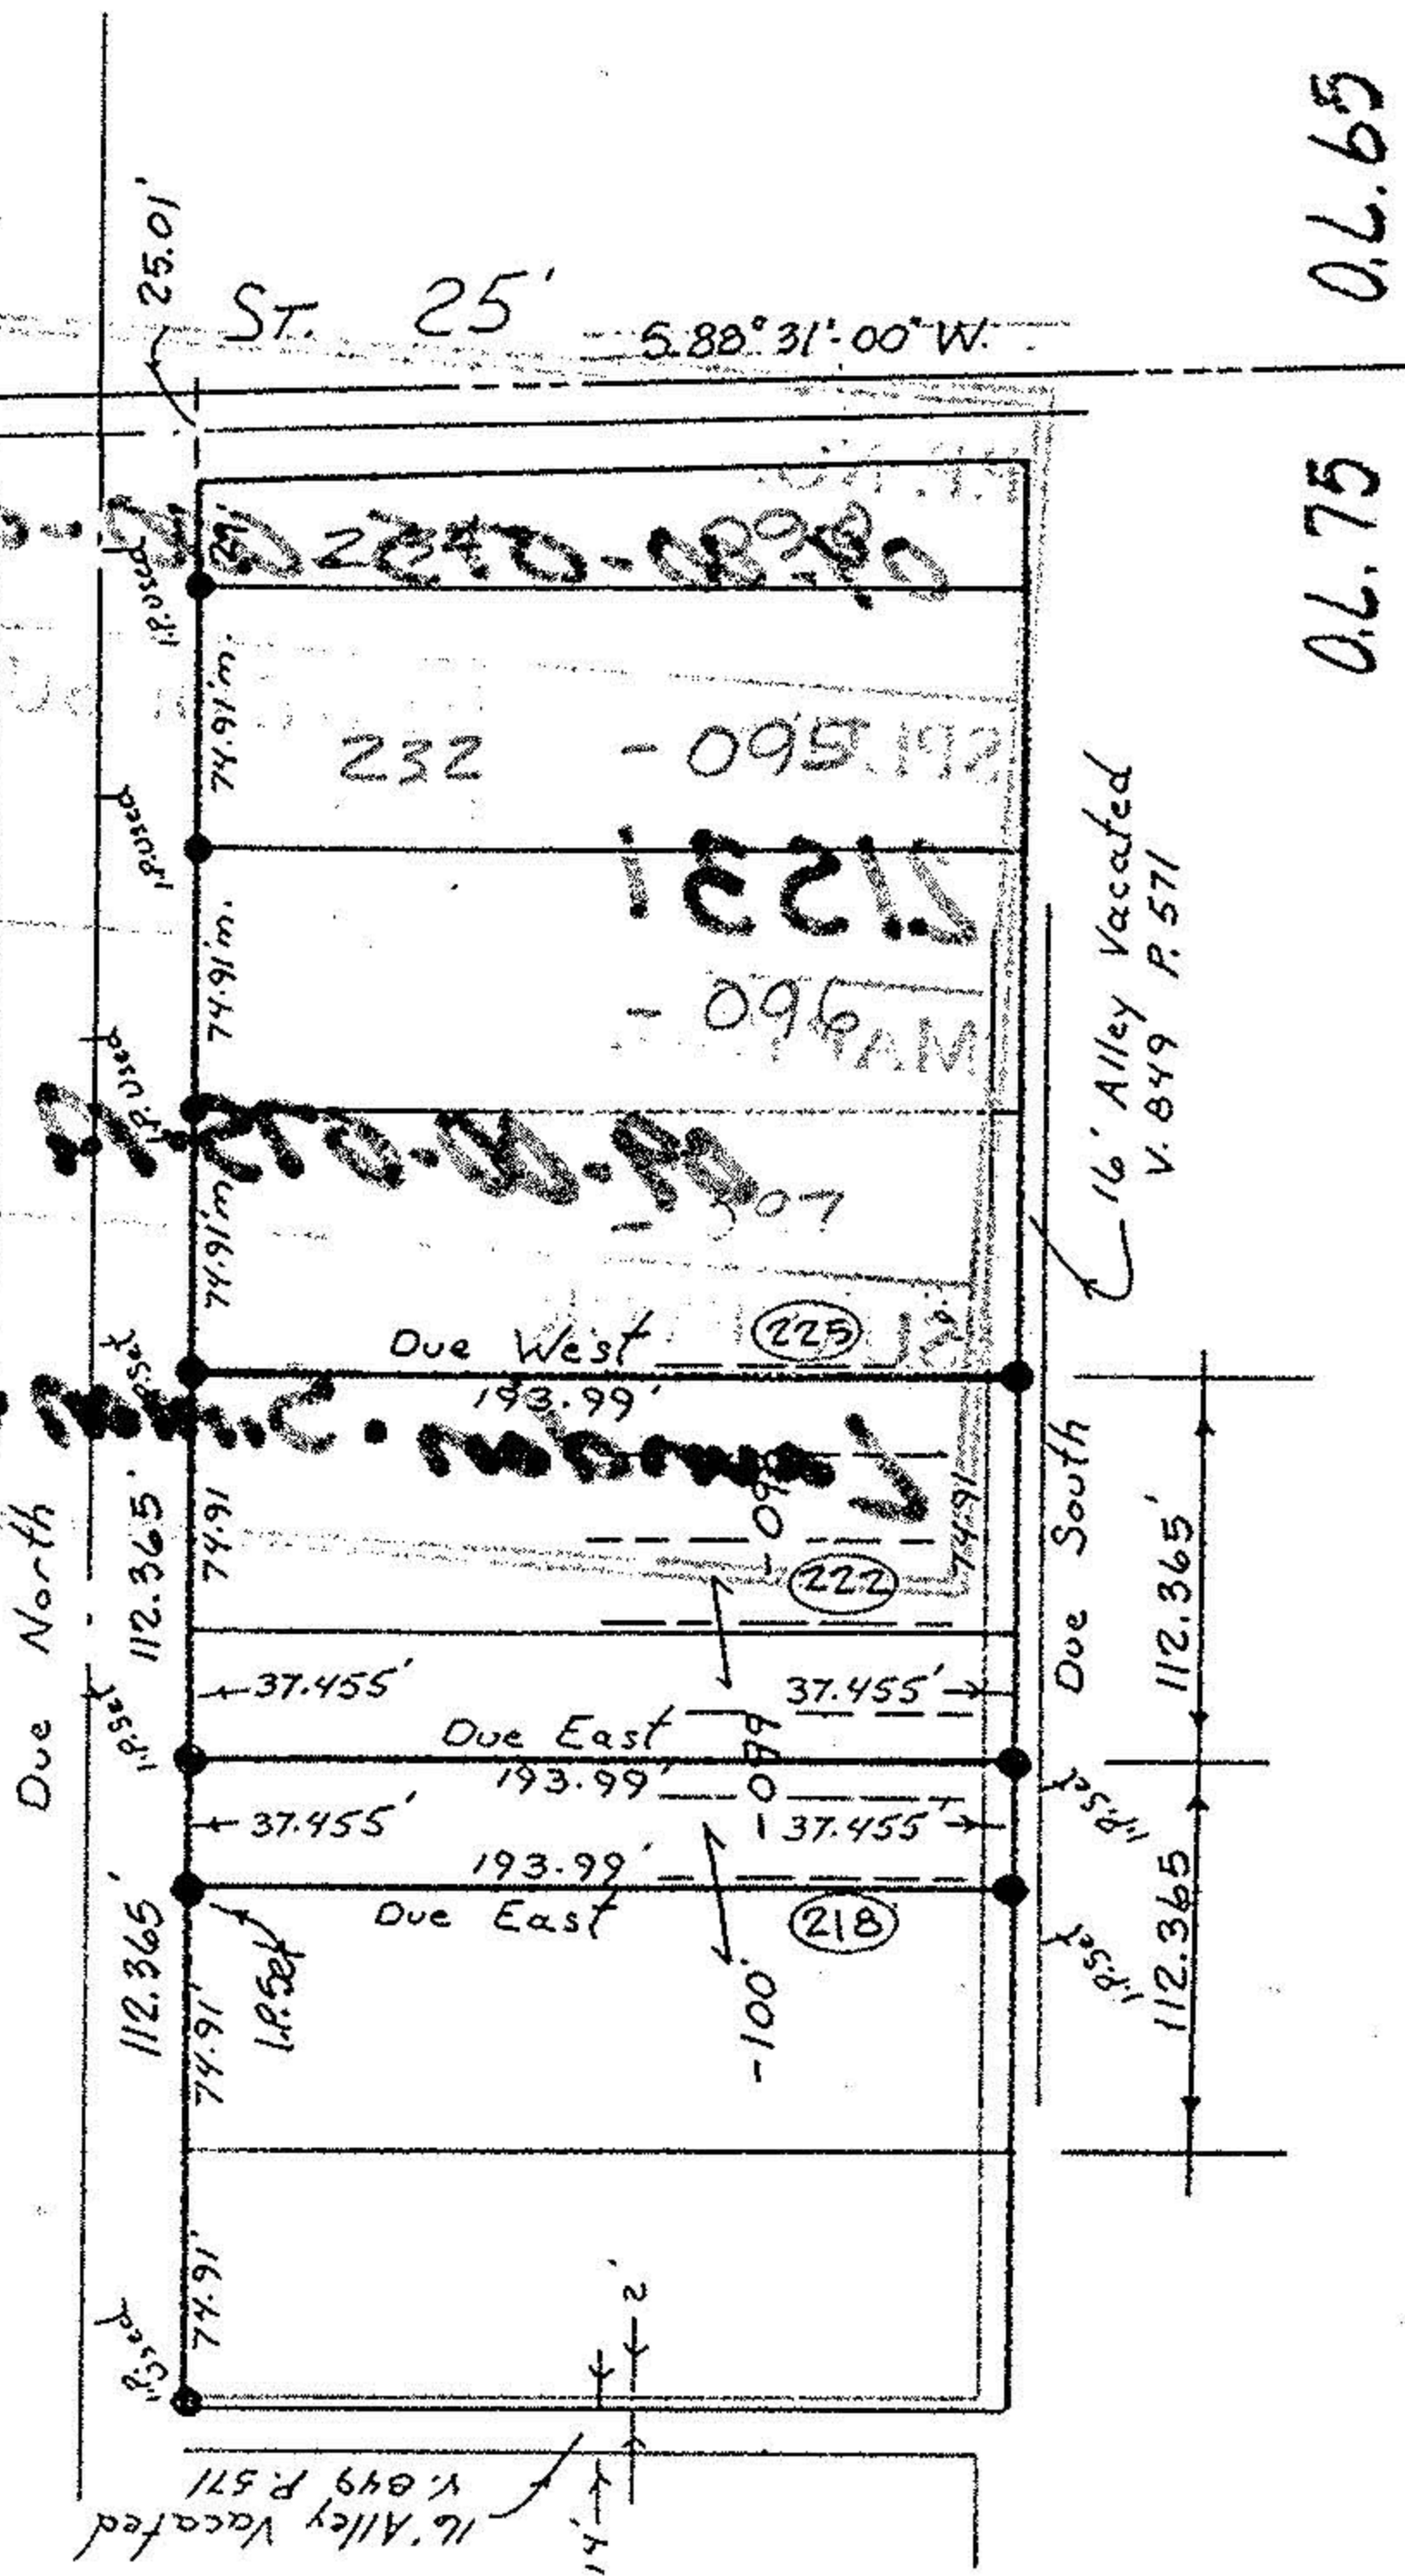 25.01'
ST. 25'
S.88°31'-00" W.
O.L. 65
O.L. 75
29.'
I.P. Used
74.91 m.
232
- 095
I.P. Used
74.91 m.
- 096
I.P. Used
74.91 m.
16' Alley Vacated
V. 849 P. 571
I.P. Set
Due West
225
193.99'
Due North
112.365'
74.91
74.91
222
Due South
112.365'
37.455'
37.455'
I.P. Set
Due East
193.99'
- 099
37.455'
37.455'
I.P. Set
193.99'
Due East
218
I.P. Set
112.365'
74.91'
I.P. Set
-100
112.365
74.91'
I.P. Set
2'
14'
16' Alley Vacated
V. 849 P. 571